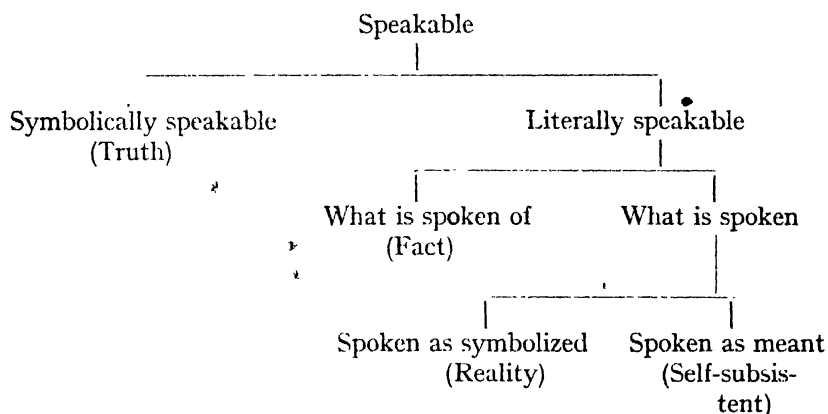 Speakable
Symbolically speakable
(Truth)
Literally speakable
What is spoken of
(Fact)
What is spoken
Spoken as symbolized
(Reality)
Spoken as meant
(Self-subsis-
tent)